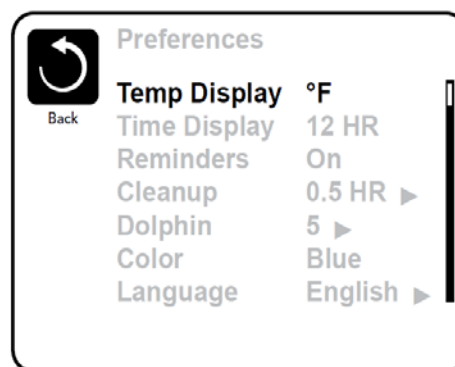 Preferences
Back
Temp Display °F
Time Display 12 HR
Reminders On
Cleanup 0.5 HR ▶
Dolphin 5 ▶
Color Blue
Language English ▶